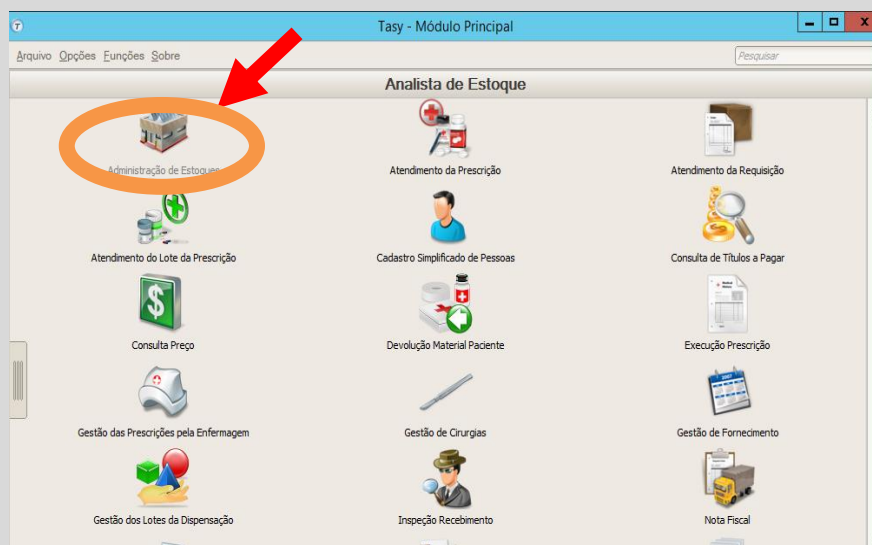 Tasy - Módulo Principal
Arquivo Opções Funções Sobre
Pesquisar
Analista de Estoque
Administração de Estoques
Atendimento da Prescrição
Atendimento da Requisição
Atendimento do Lote da Prescrição
Cadastro Simplificado de Pessoas
Consulta de Títulos a Pagar
Consulta Preço
Devolução Material Paciente
Execução Prescrição
Gestão das Prescrições pela Enfermagem
Gestão de Cirurgias
Gestão de Fornecimento
Gestão dos Lotes da Dispensação
Inspeção Recebimento
Nota Fiscal